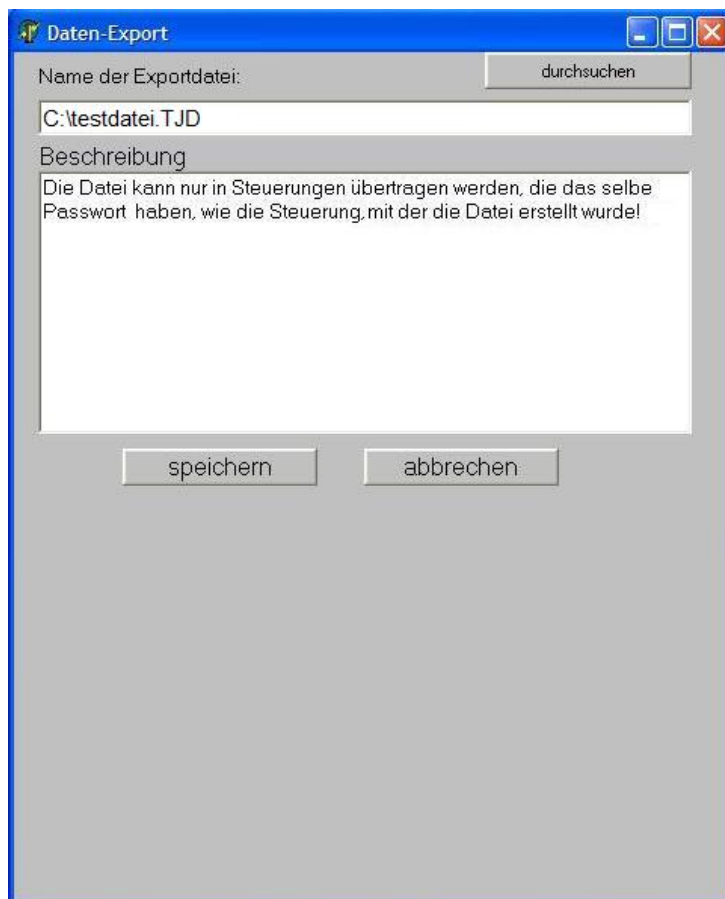 Daten-Export
Name der Exportdatei:
durchsuchen
C:\testdatei.TJD
Beschreibung
Die Datei kann nur in Steuerungen übertragen werden, die das selbe
Passwort haben, wie die Steuerung, mit der die Datei erstellt wurde!
speichern
abbrechen